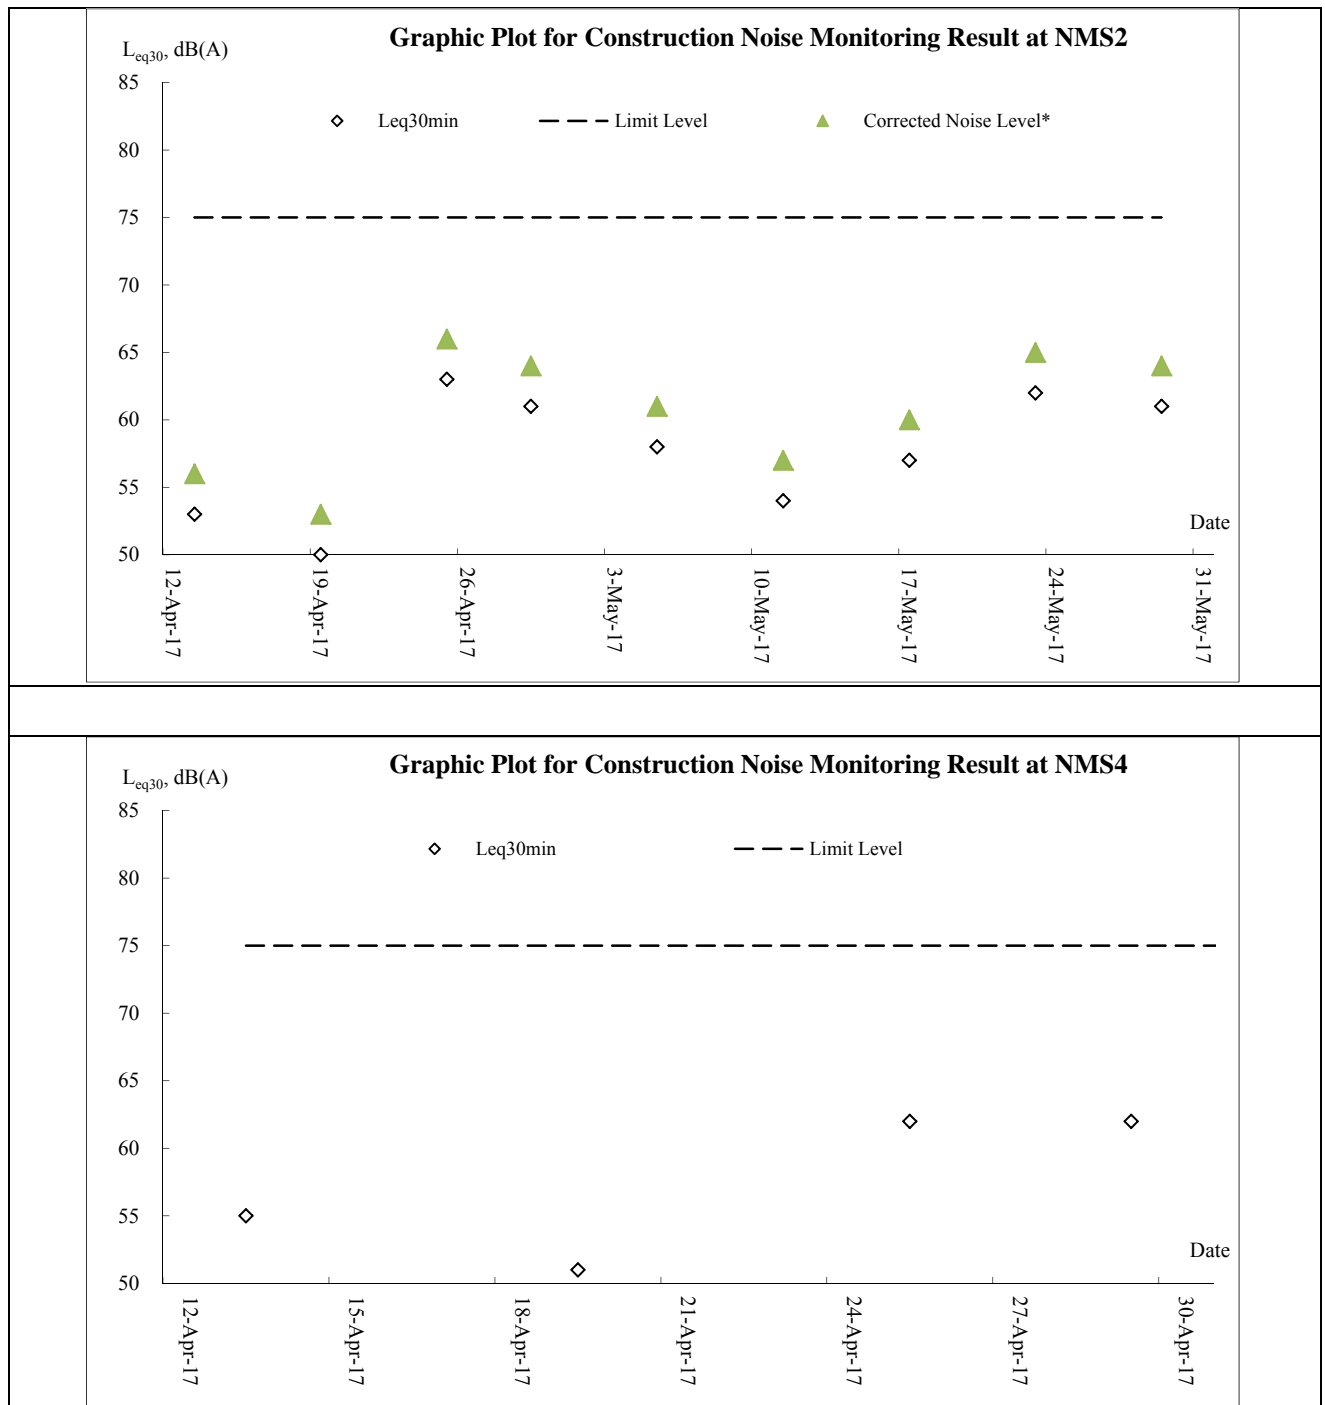 Graphic Plot for Construction Noise Monitoring Result at NMS2
Leq30, dB(A)
85
Leq30min
Limit Level
Corrected Noise Level*
80
75
70
65
60
55
50
Date
12-Apr-17
19-Apr-17
26-Apr-17
3-May-17
10-May-17
17-May-17
24-May-17
31-May-17
Graphic Plot for Construction Noise Monitoring Result at NMS4
Leq30, dB(A)
85
Leq30min
Limit Level
80
75
70
65
60
55
50
Date
12-Apr-17
15-Apr-17
18-Apr-17
21-Apr-17
24-Apr-17
27-Apr-17
30-Apr-17